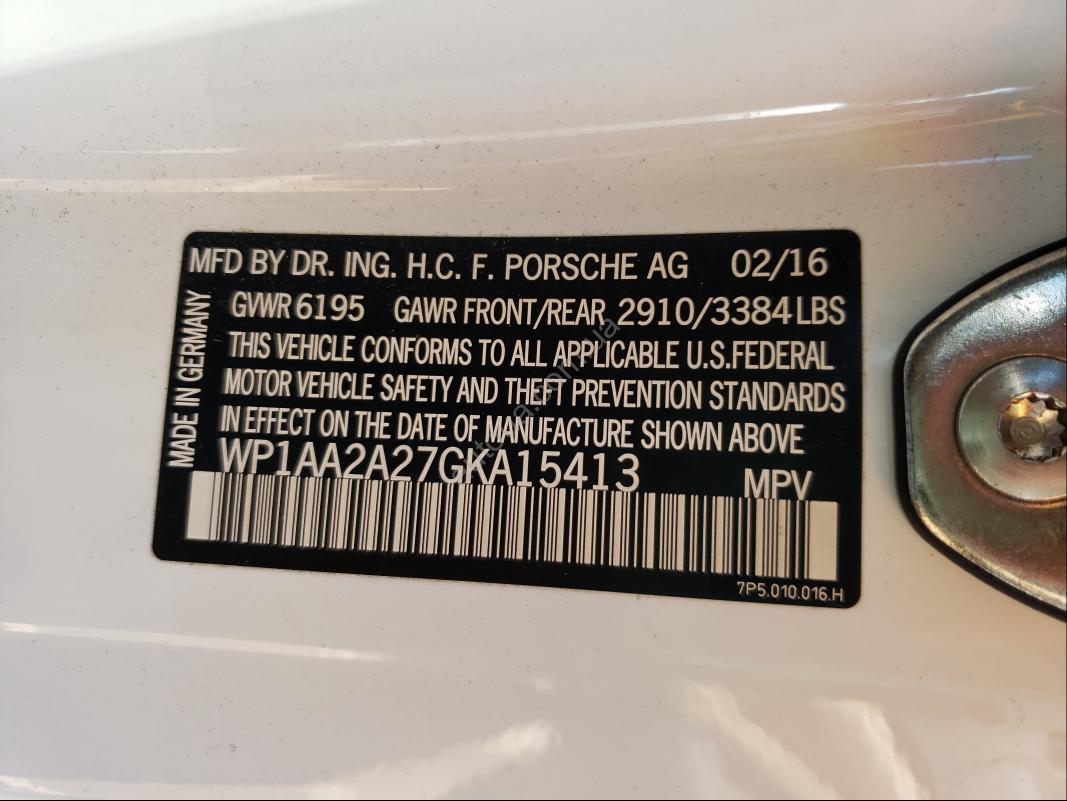 MFD BY DR. ING. H.C. F. PORSCHE AG 02/16
GVWR 6195 GAWR FRONT/REAR 2910/3384 LBS
THIS VEHICLE CONFORMS TO ALL APPLICABLE U.S.FEDERAL
MOTOR VEHICLE SAFETY AND THEFT PREVENTION STANDARDS
IN EFFECT ON THE DATE OF MANUFACTURE SHOWN ABOVE
WP1AA2A27GKA15413 MPV
7P5.010.016.H
MADE IN GERMANY